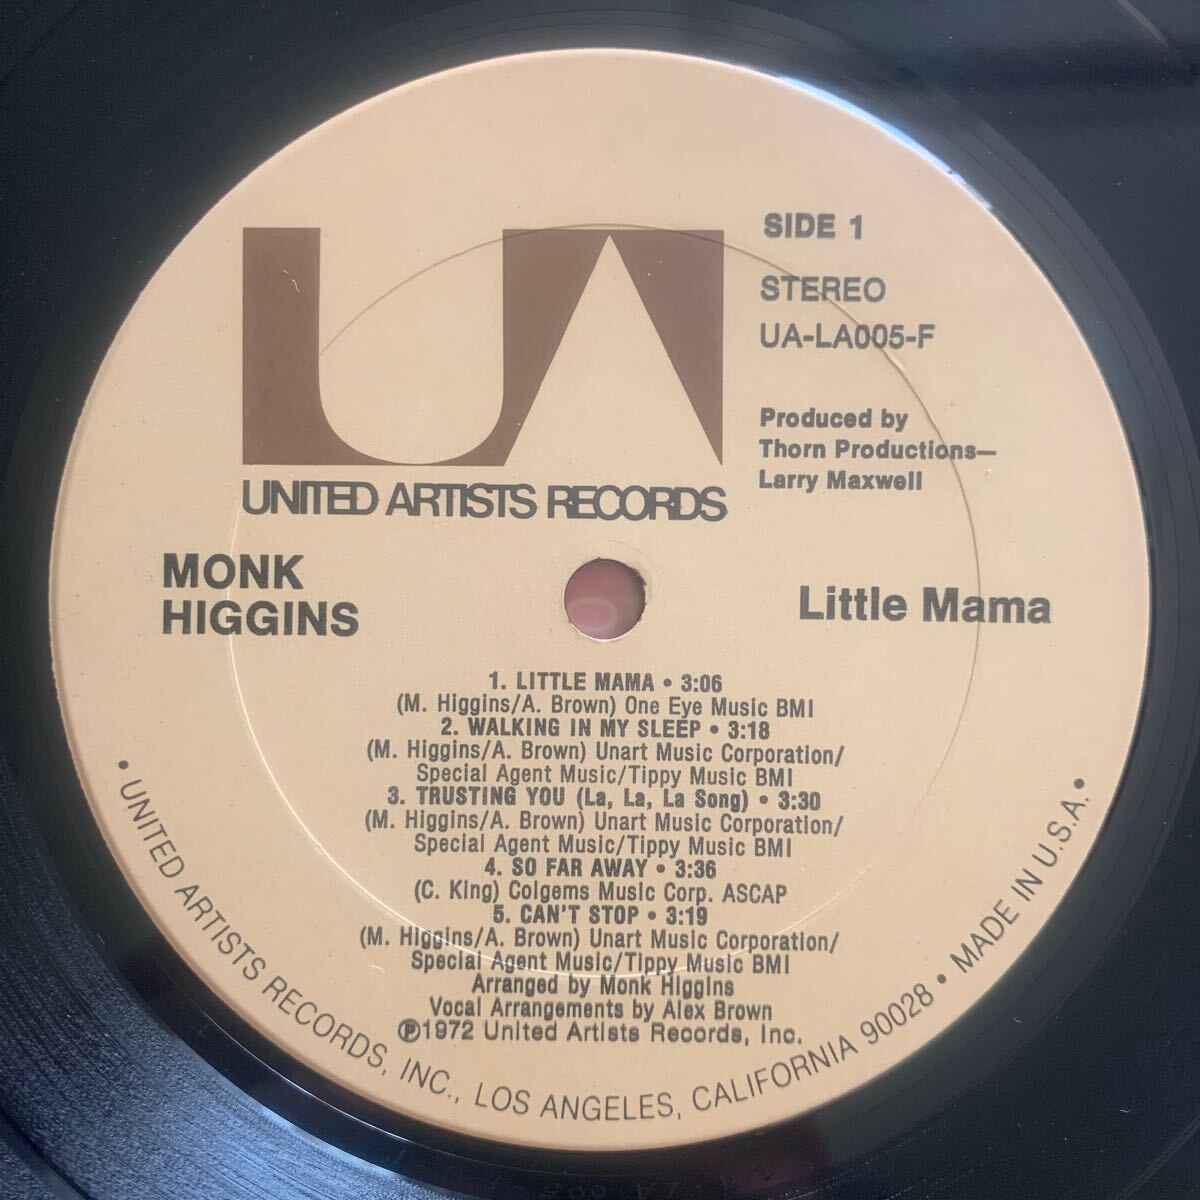 SIDE 1
STEREO
UA-LA005-F
Produced by
Thorn Productions—
Larry Maxwell
UA
UNITED ARTISTS RECORDS
MONK
HIGGINS
Little Mama
1. LITTLE MAMA • 3:06
(M. Higgins/A. Brown) One Eye Music BMI
2. WALKING IN MY SLEEP • 3:18
(M. Higgins/A. Brown) Unart Music Corporation/
Special Agent Music/Tippy Music BMI
3. TRUSTING YOU (La, La, La Song) • 3:30
(M. Higgins/A. Brown) Unart Music Corporation/
Special Agent Music/Tippy Music BMI
4. SO FAR AWAY • 3:36
(C. King) Colgems Music Corp. ASCAP
5. CAN'T STOP • 3:19
(M. Higgins/A. Brown) Unart Music Corporation/
Special Agent Music/Tippy Music BMI
Arranged by Monk Higgins
Vocal Arrangements by Alex Brown
℗1972 United Artists Records, Inc.
• UNITED ARTISTS RECORDS, INC., LOS ANGELES, CALIFORNIA 90028 • MADE IN U.S.A. •